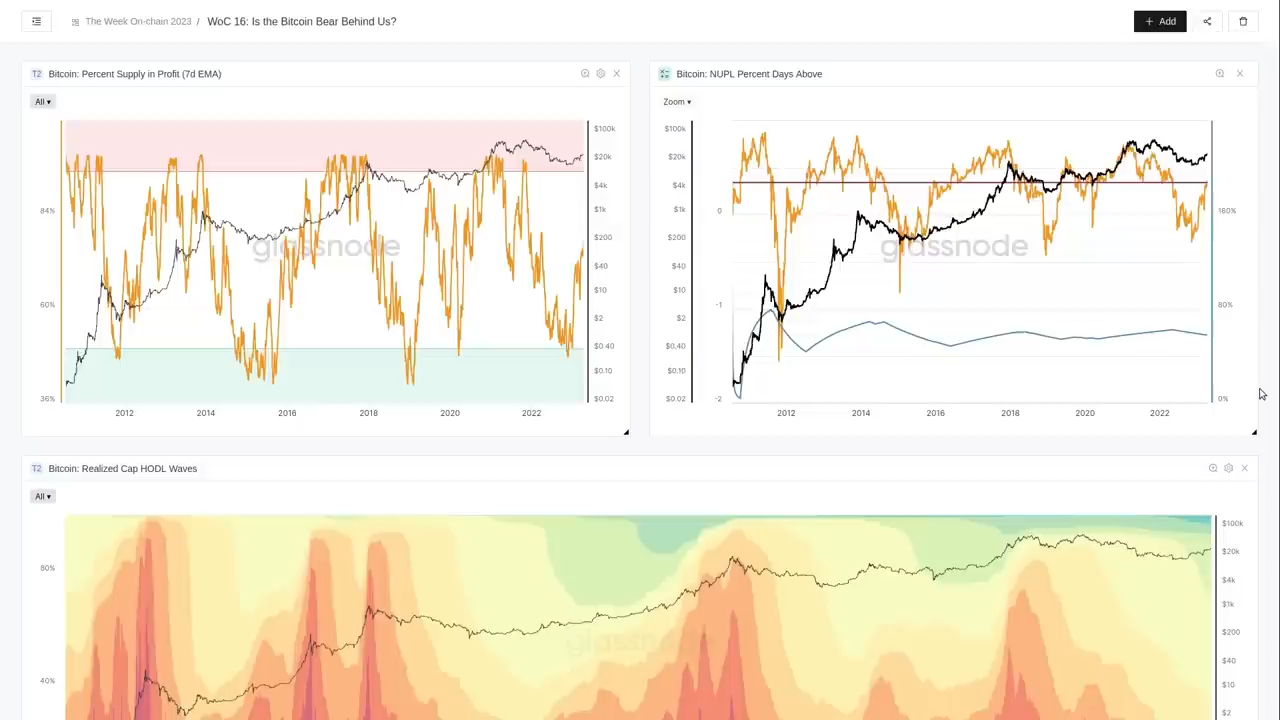 The Week On-chain 2023 / WoC 16: Is the Bitcoin Bear Behind Us?
+ Add
T2 Bitcoin: Percent Supply in Profit (7d EMA)
All ▾
84%
60%
36%
$100k
$20k
$4k
$1k
$200
$40
$10
$2
$0.40
$0.10
$0.02
glassnode
2012 2014 2016 2018 2020 2022
Bitcoin: NUPL Percent Days Above
Zoom ▾
$100k
$20k
$4k
$1k
$200
$40
$10
$2
$0.40
$0.10
$0.02
0
-1
-2
160%
80%
0%
glassnode
2012 2014 2016 2018 2020 2022
T2 Bitcoin: Realized Cap HODL Waves
All ▾
80%
40%
$100k
$20k
$4k
$1k
$200
$40
$10
$2
glassnode